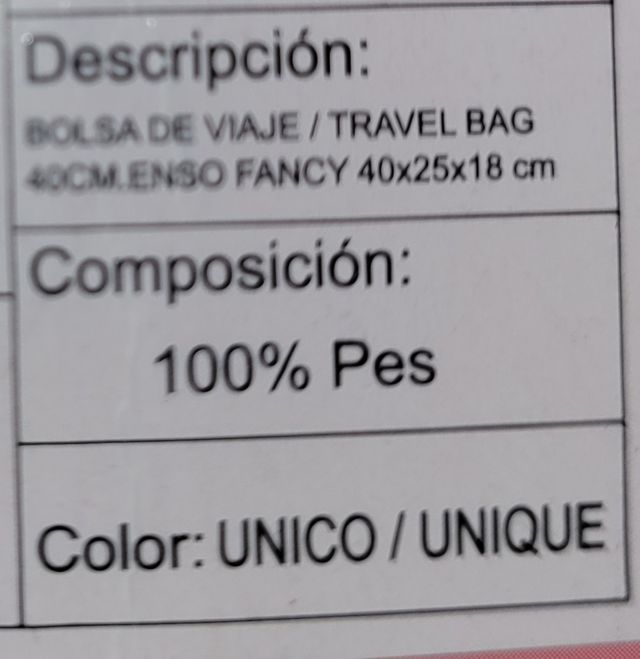 Descripción:
BOLSA DE VIAJE / TRAVEL BAG
40CM.ENSO FANCY 40x25x18 cm
Composición:
100% Pes
Color: UNICO / UNIQUE